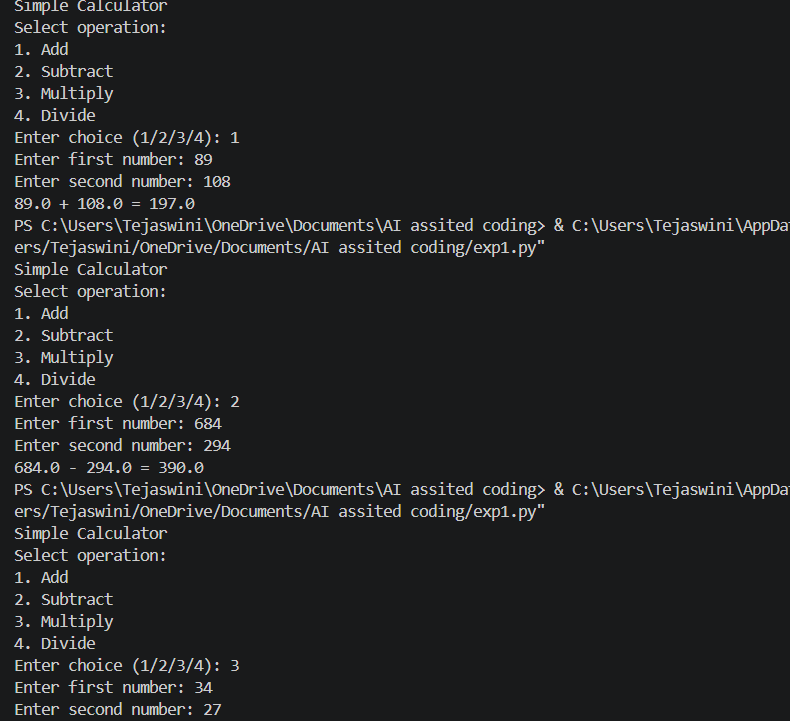 Simple Calculator
Select operation:
1. Add
2. Subtract
3. Multiply
4. Divide
Enter choice (1/2/3/4): 1
Enter first number: 89
Enter second number: 108
89.0 + 108.0 = 197.0
PS C:\Users\Tejaswini\OneDrive\Documents\AI assited coding> & C:\Users\Tejaswini\AppDat
ers/Tejaswini/OneDrive/Documents/AI assited coding/exp1.py"
Simple Calculator
Select operation:
1. Add
2. Subtract
3. Multiply
4. Divide
Enter choice (1/2/3/4): 2
Enter first number: 684
Enter second number: 294
684.0 - 294.0 = 390.0
PS C:\Users\Tejaswini\OneDrive\Documents\AI assited coding> & C:\Users\Tejaswini\AppDat
ers/Tejaswini/OneDrive/Documents/AI assited coding/exp1.py"
Simple Calculator
Select operation:
1. Add
2. Subtract
3. Multiply
4. Divide
Enter choice (1/2/3/4): 3
Enter first number: 34
Enter second number: 27